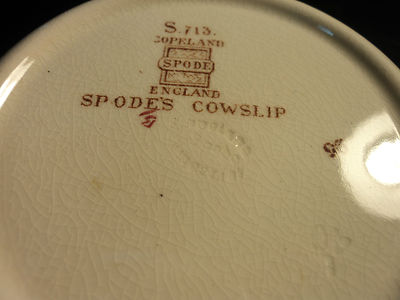 S.713.
COPELAND
SPODE
ENGLAND
SPODE'S COWSLIP